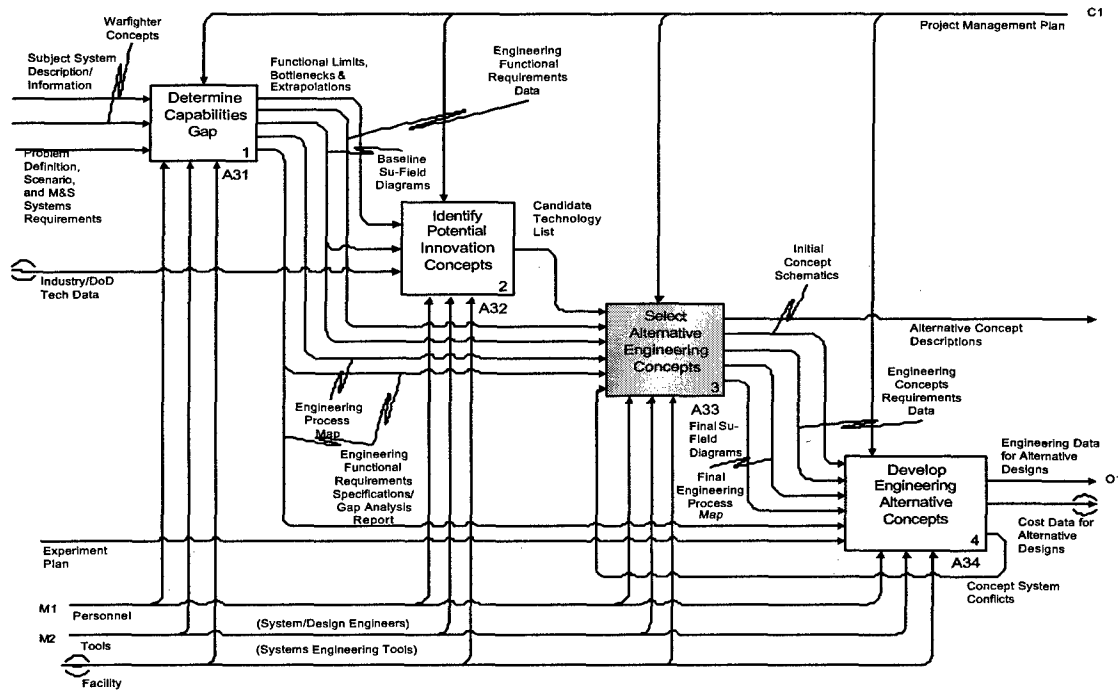 C1
Project Management Plan
Warfighter
Concepts
Subject System
Description/
Information
Determine
Capabilities
Gap
1
A31
Functional Limits,
Bottlenecks &
Extrapolations
Engineering
Functional
Requirements
Data
Problem
Definition,
Scenario,
and M&S
Systems
Requirements
Baseline
Su-Field
Diagrams
Identify
Potential
Innovation
Concepts
2
A32
Candidate
Technology
List
Industry/DoD
Tech Data
Initial
Concept
Schematics
Select
Alternative
Engineering
Concepts
3
A33
Alternative Concept
Descriptions
Engineering
Process
Map
Engineering
Functional
Requirements
Specifications/
Gap Analysis
Report
Engineering
Concepts
Requirements
Data
Final Su-
Field
Diagrams
Final
Engineering
Process
Map
Develop
Engineering
Alternative
Concepts
4
A34
Engineering Data
for Alternative
Designs
Cost Data for
Alternative
Designs
Experiment
Plan
Concept System
Conflicts
M1
Personnel
(System/Design Engineers)
M2
Tools
(Systems Engineering Tools)
Facility